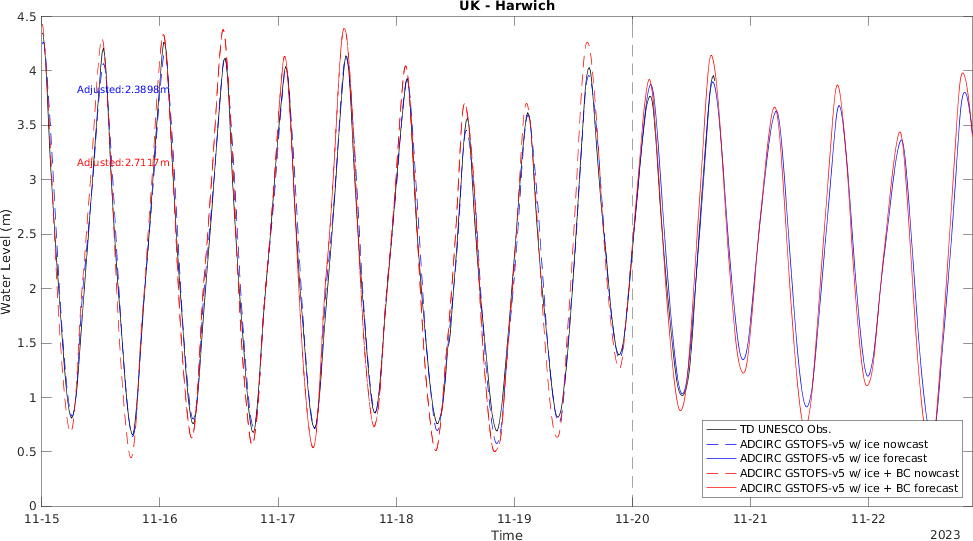 UK - Harwich
4.5
4
3.5
3
2.5
2
1.5
1
0.5
0
Water Level (m)
Adjusted:2.3898m
Adjusted:2.7117m
TD UNESCO Obs.
ADCIRC GSTOFS-v5 w/ ice nowcast
ADCIRC GSTOFS-v5 w/ ice forecast
ADCIRC GSTOFS-v5 w/ ice + BC nowcast
ADCIRC GSTOFS-v5 w/ ice + BC forecast
11-15 11-16 11-17 11-18 11-19 11-20 11-21 11-22
Time
2023